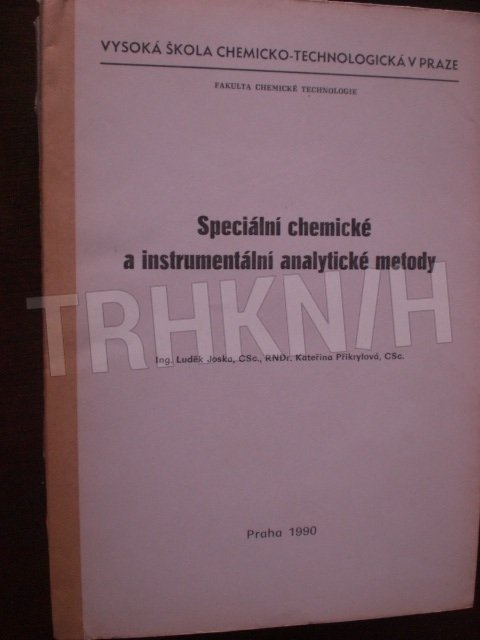 VYSOKÁ ŠKOLA CHEMICKO-TECHNOLOGICKÁ V PRAZE
FAKULTA CHEMICKÉ TECHNOLOGIE
Speciální chemické
a instrumentální analytické metody
TRHKNIH
Ing. Luděk Joska, CSc., RNDr. Kateřina Přikrylová, CSc.
Praha 1990